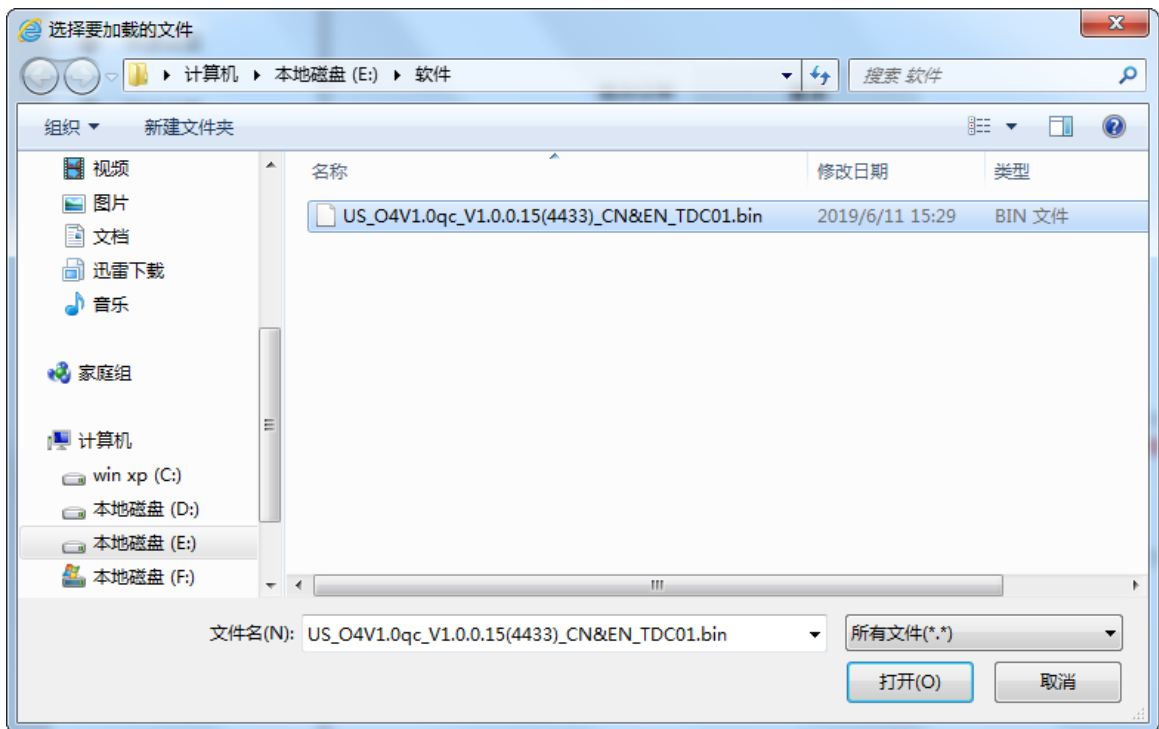 选择要加载的文件
计算机 本地磁盘 (E:) 软件
搜索 软件
组织 新建文件夹
视频
图片
文档
迅雷下载
音乐
家庭组
计算机
win xp (C:)
本地磁盘 (D:)
本地磁盘 (E:)
本地磁盘 (F:)
名称 修改日期 类型
US_O4V1.0qc_V1.0.0.15(4433)_CN&EN_TDC01.bin 2019/6/11 15:29 BIN 文件
文件名(N): US_O4V1.0qc_V1.0.0.15(4433)_CN&EN_TDC01.bin 所有文件(*.*)
打开(O) 取消